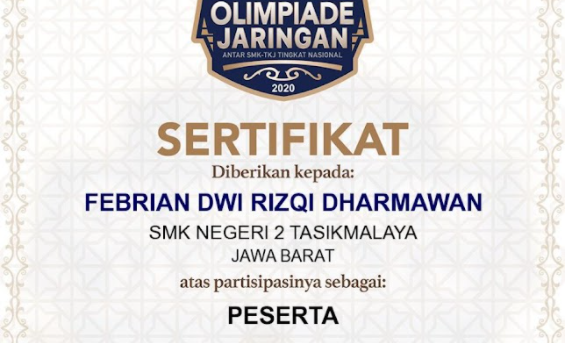 OLIMPIADE
JARINGAN
ANTAR SMK-TKJ TINGKAT NASIONAL
2020
SERTIFIKAT
Diberikan kepada:
FEBRIAN DWI RIZQI DHARMAWAN
SMK NEGERI 2 TASIKMALAYA
JAWA BARAT
atas partisipasinya sebagai:
PESERTA